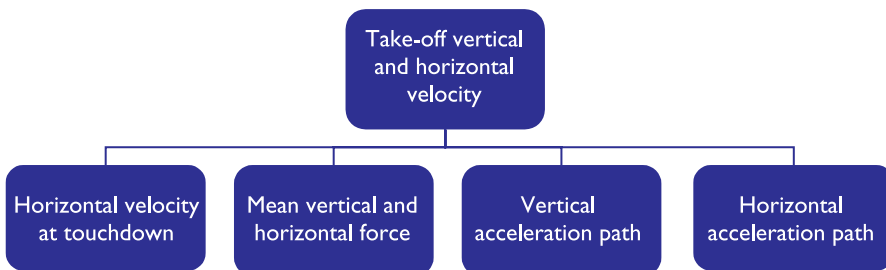 Take-off vertical
and horizontal
velocity
Horizontal velocity
at touchdown
Mean vertical and
horizontal force
Vertical
acceleration path
Horizontal
acceleration path